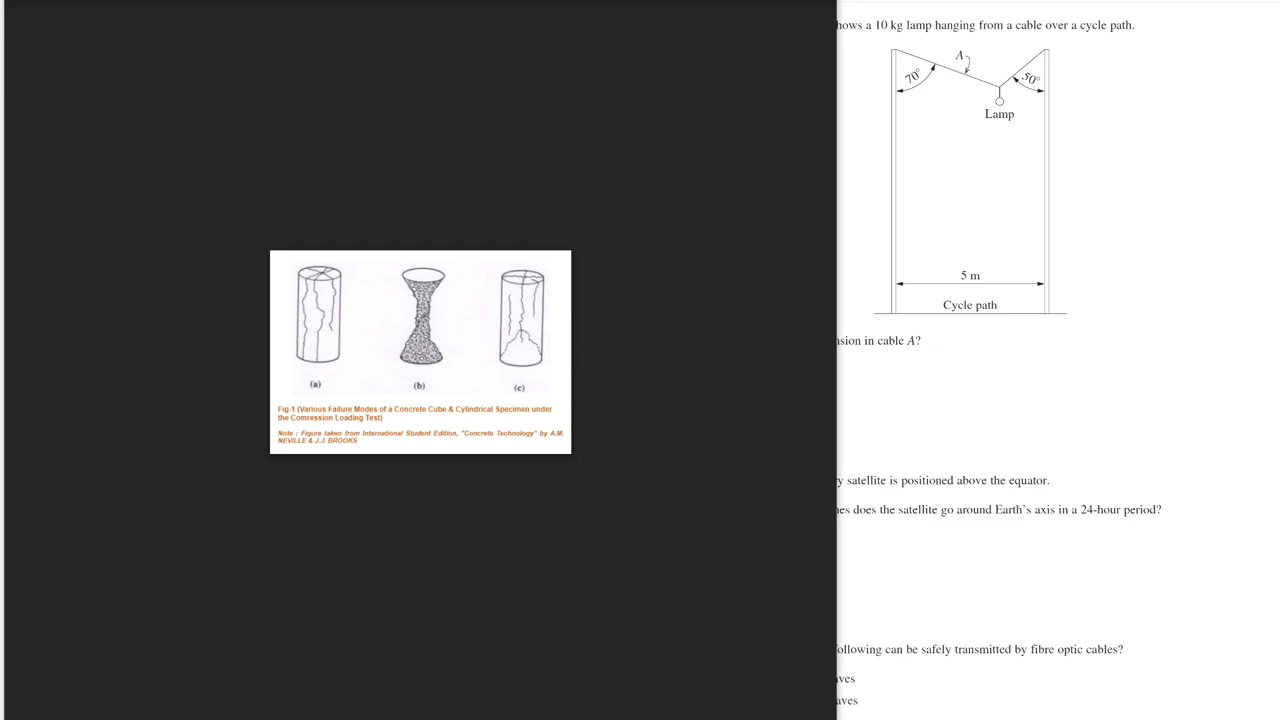 hows a 10 kg lamp hanging from a cable over a cycle path.
A
70°
50°
Lamp
5 m
Cycle path
nsion in cable A?
(a)
(b)
(c)
Fig-1 (Various Failure Modes of a Concrete Cube & Cylindrical Specimen under
the Comression Loading Test)
Note : Figure taken from International Student Edition, "Concrete Technology" by A.M.
NEVILLE & J.J. BROOKS
y satellite is positioned above the equator.
es does the satellite go around Earth's axis in a 24-hour period?
ollowing can be safely transmitted by fibre optic cables?
ves
aves